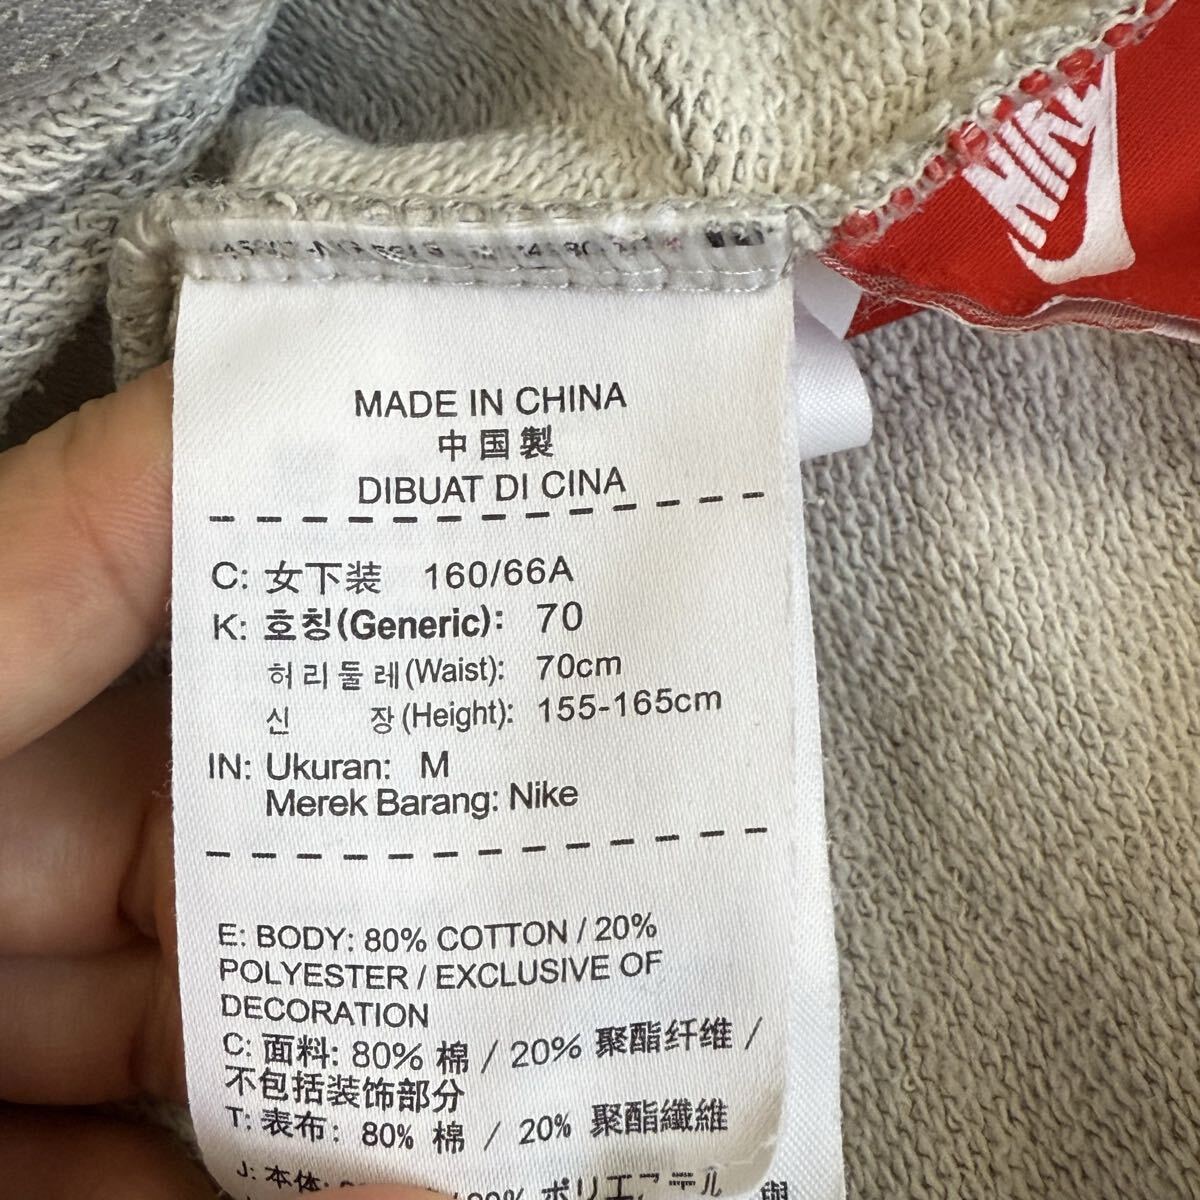 NIKE
MADE IN CHINA
中国製
DIBUAT DI CINA
C: 女下装 160/66A
K: 호칭(Generic): 70
허리둘레(Waist): 70cm
신 장(Height): 155-165cm
IN: Ukuran: M
Merek Barang: Nike
E: BODY: 80% COTTON / 20%
POLYESTER / EXCLUSIVE OF
DECORATION
C: 面料: 80% 棉 / 20% 聚酯纤维 /
不包括装饰部分
T: 表布: 80% 棉 / 20% 聚酯纖維
J: 本体: